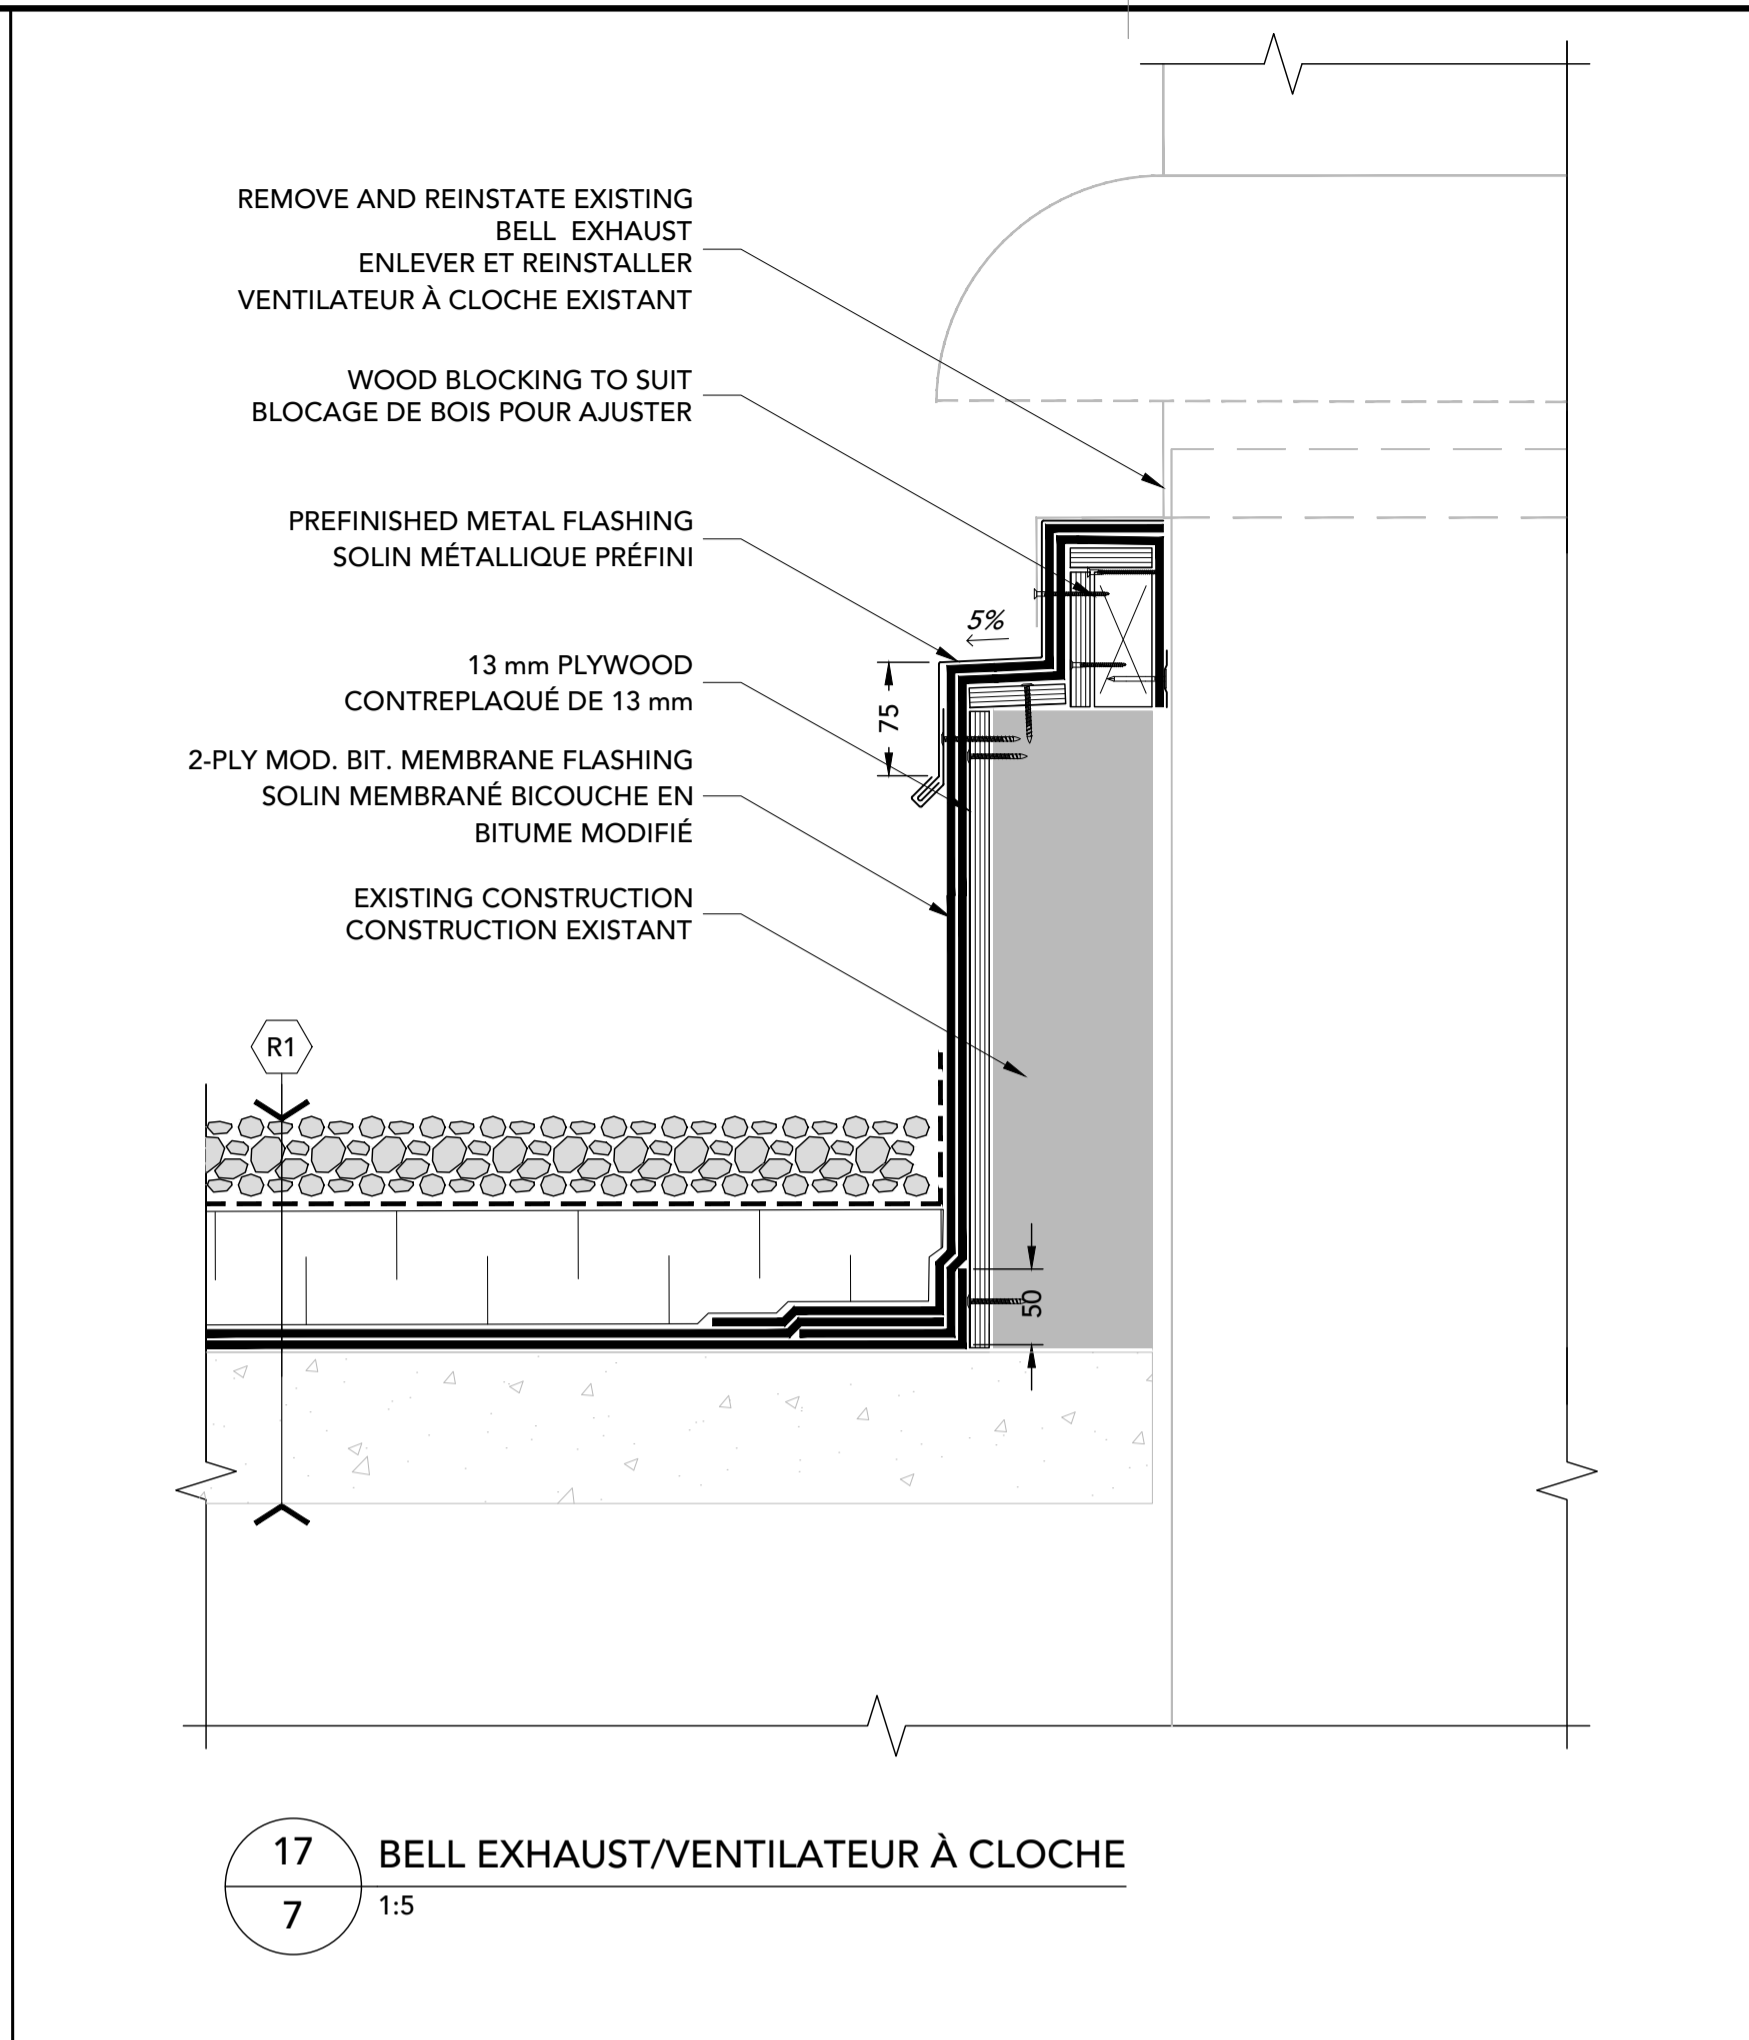 REMOVE AND REINSTATE EXISTING
BELL EXHAUST
ENLEVER ET REINSTALLER
VENTILATEUR À CLOCHE EXISTANT
WOOD BLOCKING TO SUIT
BLOCAGE DE BOIS POUR AJUSTER
PREFINISHED METAL FLASHING
SOLIN MÉTALLIQUE PRÉFINI
5%
13 mm PLYWOOD
CONTREPLAQUÉ DE 13 mm
75
2-PLY MOD. BIT. MEMBRANE FLASHING
SOLIN MEMBRANÉ BICOUCHE EN
BITUME MODIFIÉ
EXISTING CONSTRUCTION
CONSTRUCTION EXISTANT
R1
50
17
7
BELL EXHAUST/VENTILATEUR À CLOCHE
1:5